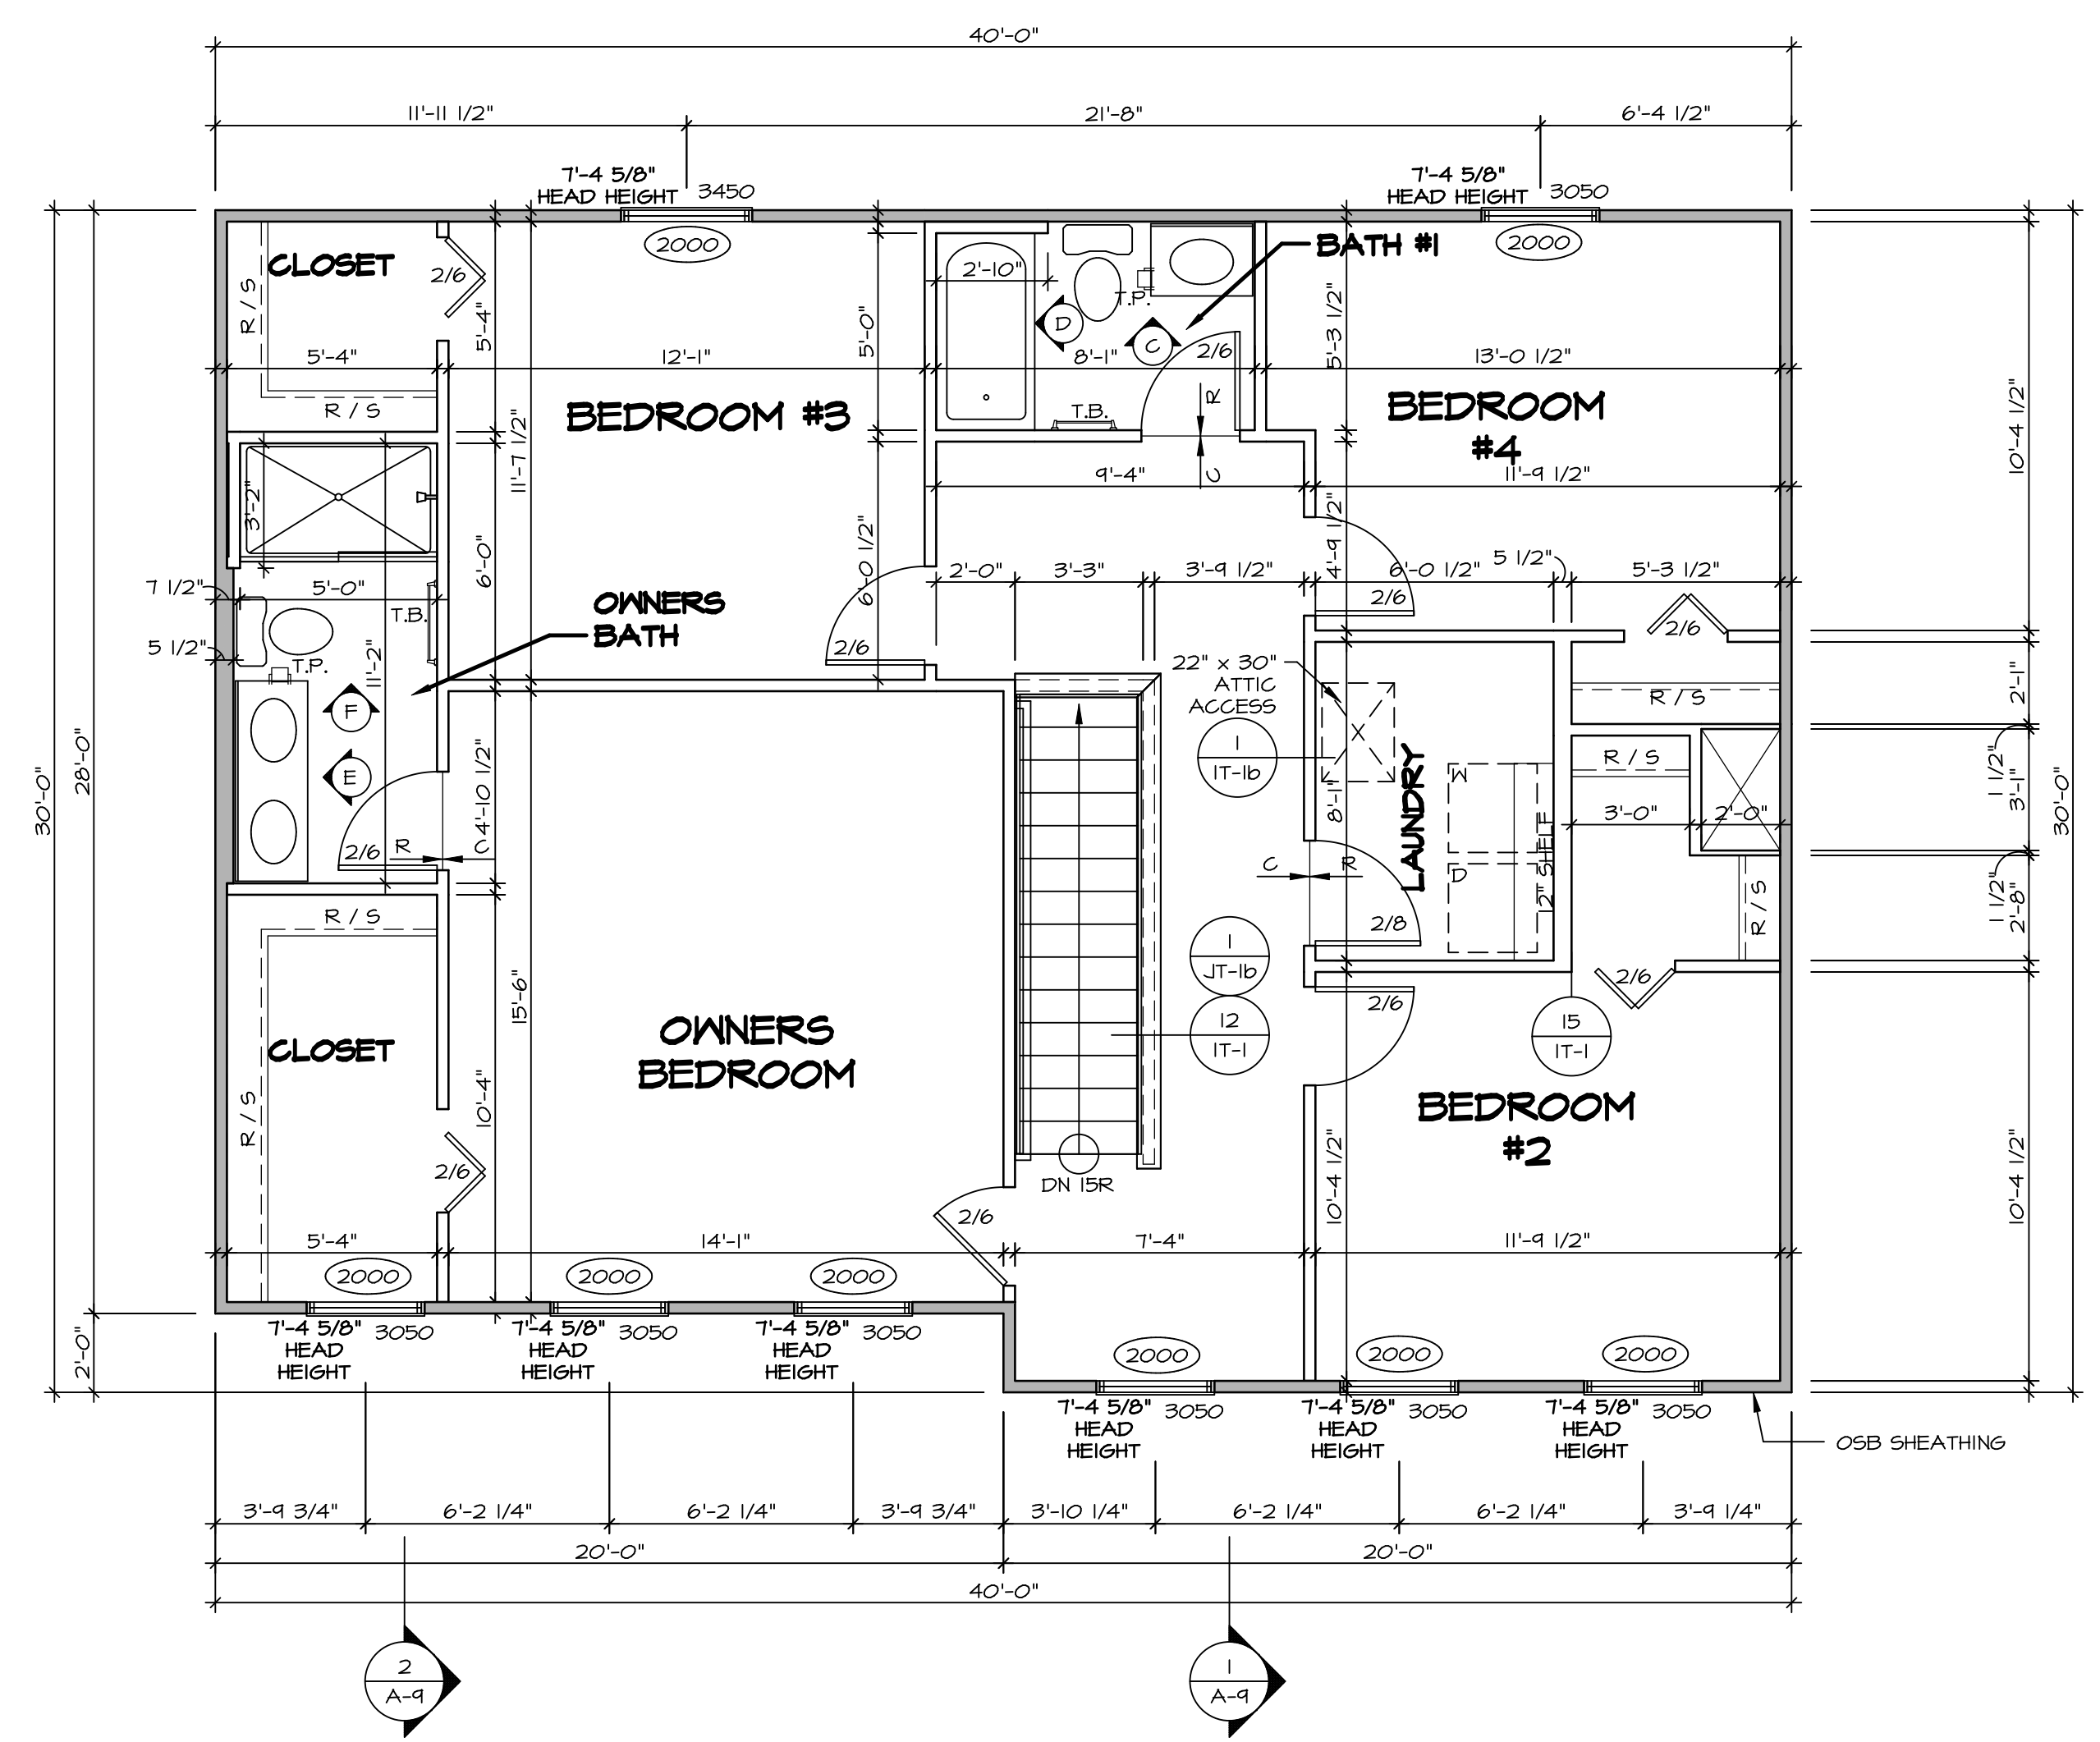 40'-0"
11'-11 1/2"
21'-8"
6'-4 1/2"
7'-4 5/8"
HEAD HEIGHT
3450
7'-4 5/8"
HEAD HEIGHT
3050
2000
2000
CLOSET
2/6
R / S
R / S
5'-4"
5'-4"
12'-1"
11'-7 1/2"
BEDROOM #3
5'-0"
2'-10"
T.P.
BATH #1
D
C
8'-1"
2/6
T.B.
R
C
5'-3 1/2"
13'-0 1/2"
BEDROOM
#4
9'-4"
11'-9 1/2"
10'-4 1/2"
3'-2"
6'-0"
6'-0 1/2"
4'-9 1/2"
7 1/2"
5'-0"
T.B.
5 1/2"
T.P.
11'-2"
OWNERS
BATH
2/6
2'-0"
3'-3"
3'-9 1/2"
6'-0 1/2"
5 1/2"
5'-3 1/2"
2/6
2/6
22" x 30"
ATTIC
ACCESS
1
1T-1b
R / S
2'-1"
F
E
4'-10 1/2"
2/6
R
C
28'-0"
30'-0"
8'-1"
LAUNDRY
W
D
12" SHELF
R / S
3'-0"
2'-0"
1 1/2"
3'-1"
30'-0"
C
R
2/8
R / S
1 1/2"
2'-8"
R / S
1
JT-1b
12
1T-1
2/6
2/6
15
1T-1
15'-6"
OWNERS
BEDROOM
CLOSET
R / S
10'-4"
2/6
BEDROOM
#2
10'-4 1/2"
10'-4 1/2"
DN 15R
2/6
5'-4"
14'-1"
7'-4"
11'-9 1/2"
2000
2000
2000
7'-4 5/8"
HEAD
HEIGHT
3050
7'-4 5/8"
HEAD
HEIGHT
3050
7'-4 5/8"
HEAD
HEIGHT
3050
2'-0"
2000
2000
2000
7'-4 5/8"
HEAD
HEIGHT
3050
7'-4 5/8"
HEAD
HEIGHT
3050
7'-4 5/8"
HEAD
HEIGHT
3050
OSB SHEATHING
3'-9 3/4"
6'-2 1/4"
6'-2 1/4"
3'-9 3/4"
3'-10 1/4"
6'-2 1/4"
6'-2 1/4"
3'-9 1/4"
20'-0"
20'-0"
40'-0"
2
A-9
1
A-9